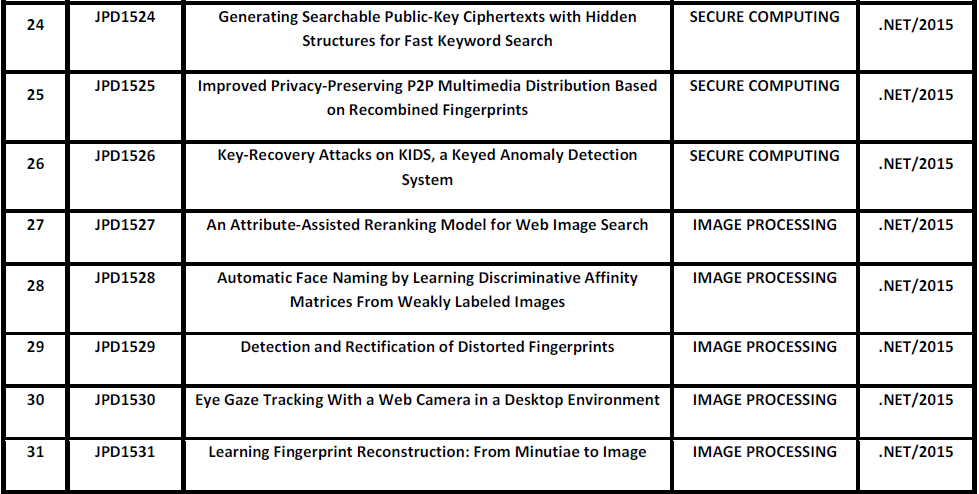 24 JPD1524 Generating Searchable Public-Key Ciphertexts with Hidden SECURE COMPUTING .NET/2015
Structures for Fast Keyword Search
25 JPD1525 Improved Privacy-Preserving P2P Multimedia Distribution Based SECURE COMPUTING .NET/2015
on Recombined Fingerprints
26 JPD1526 Key-Recovery Attacks on KIDS, a Keyed Anomaly Detection SECURE COMPUTING .NET/2015
System
27 JPD1527 An Attribute-Assisted Reranking Model for Web Image Search IMAGE PROCESSING .NET/2015
28 JPD1528 Automatic Face Naming by Learning Discriminative Affinity IMAGE PROCESSING .NET/2015
Matrices From Weakly Labeled Images
29 JPD1529 Detection and Rectification of Distorted Fingerprints IMAGE PROCESSING .NET/2015
30 JPD1530 Eye Gaze Tracking With a Web Camera in a Desktop Environment IMAGE PROCESSING .NET/2015
31 JPD1531 Learning Fingerprint Reconstruction: From Minutiae to Image IMAGE PROCESSING .NET/2015